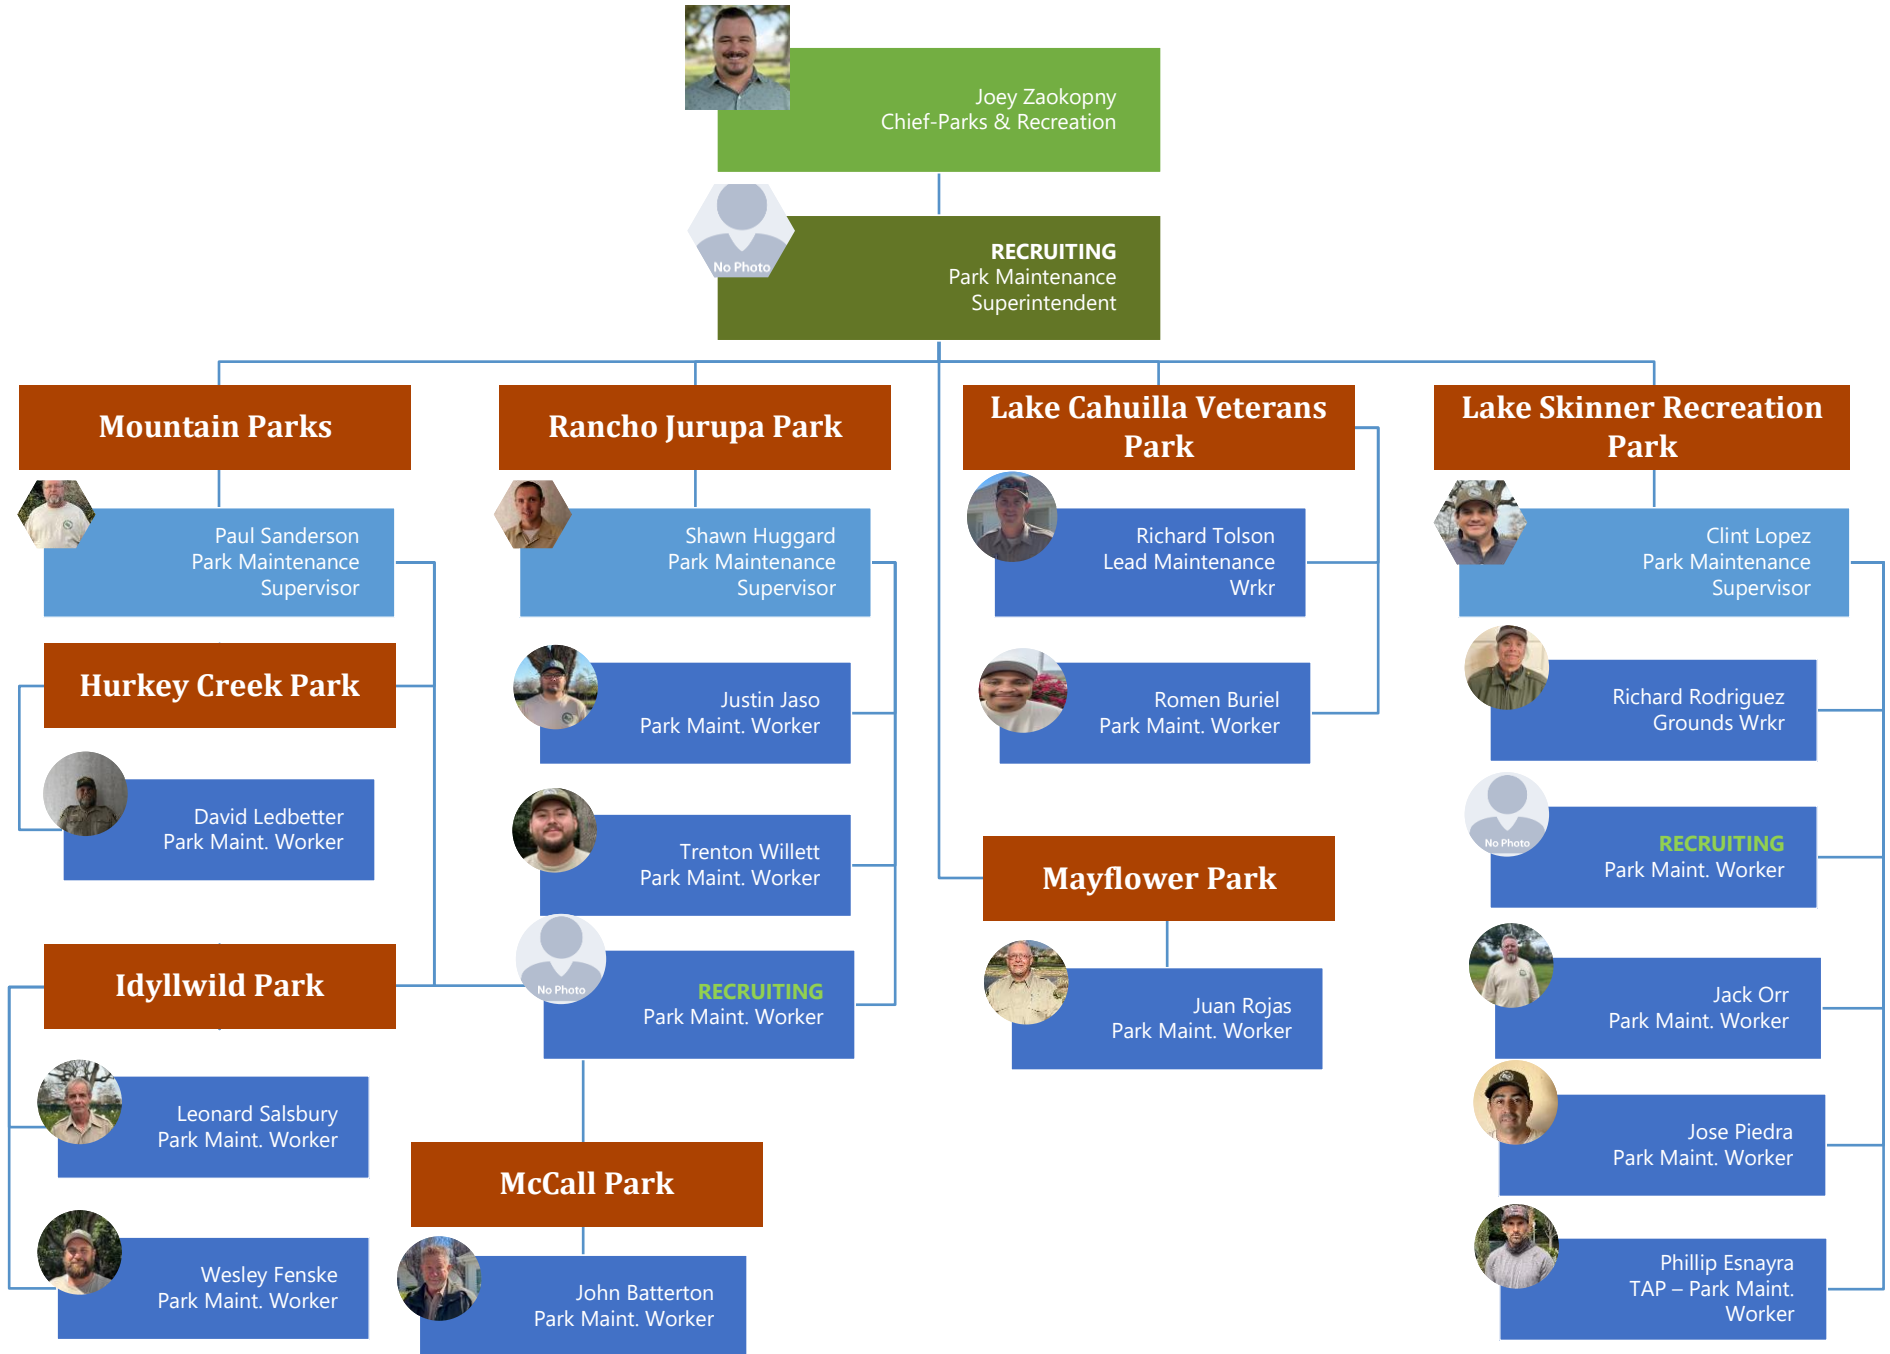 Joey Zaokopny
Chief-Parks & Recreation
No Photo
RECRUITING
Park Maintenance
Superintendent
Mountain Parks
Paul Sanderson
Park Maintenance
Supervisor
Hurkey Creek Park
David Ledbetter
Park Maint. Worker
Idyllwild Park
Leonard Salsbury
Park Maint. Worker
Wesley Fenske
Park Maint. Worker
Rancho Jurupa Park
Shawn Huggard
Park Maintenance
Supervisor
Justin Jaso
Park Maint. Worker
Trenton Willett
Park Maint. Worker
No Photo
RECRUITING
Park Maint. Worker
McCall Park
John Batterton
Park Maint. Worker
Lake Cahuilla Veterans
Park
Richard Tolson
Lead Maintenance
Wrkr
Romen Buriel
Park Maint. Worker
Mayflower Park
Juan Rojas
Park Maint. Worker
Lake Skinner Recreation
Park
Clint Lopez
Park Maintenance
Supervisor
Richard Rodriguez
Grounds Wrkr
No Photo
RECRUITING
Park Maint. Worker
Jack Orr
Park Maint. Worker
Jose Piedra
Park Maint. Worker
Phillip Esnayra
TAP – Park Maint.
Worker